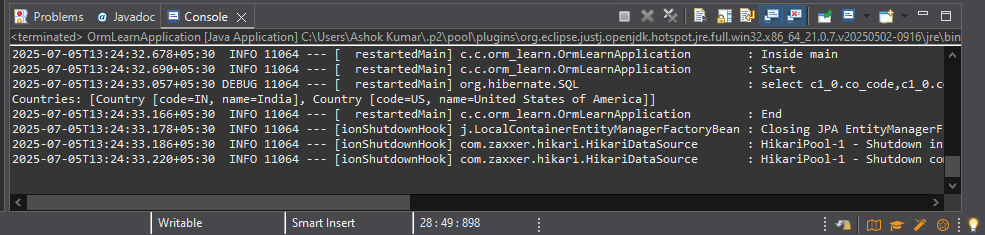 Problems Javadoc Console
<terminated> OrmLearnApplication [Java Application] C:\Users\Ashok Kumar\.p2\pool\plugins\org.eclipse.justj.openjdk.hotspot.jre.full.win32.x86_64_21.0.7.v20250502-0916\jre\bin
2025-07-05T13:24:32.678+05:30  INFO 11064 --- [  restartedMain] c.c.orm_learn.OrmLearnApplication        : Inside main
2025-07-05T13:24:32.690+05:30  INFO 11064 --- [  restartedMain] c.c.orm_learn.OrmLearnApplication        : Start
2025-07-05T13:24:33.057+05:30 DEBUG 11064 --- [  restartedMain] org.hibernate.SQL                        : select c1_0.co_code,c1_0.co
Countries: [Country [code=IN, name=India], Country [code=US, name=United States of America]]
2025-07-05T13:24:33.166+05:30  INFO 11064 --- [  restartedMain] c.c.orm_learn.OrmLearnApplication        : End
2025-07-05T13:24:33.178+05:30  INFO 11064 --- [ionShutdownHook] j.LocalContainerEntityManagerFactoryBean : Closing JPA EntityManagerF
2025-07-05T13:24:33.186+05:30  INFO 11064 --- [ionShutdownHook] com.zaxxer.hikari.HikariDataSource       : HikariPool-1 - Shutdown in
2025-07-05T13:24:33.220+05:30  INFO 11064 --- [ionShutdownHook] com.zaxxer.hikari.HikariDataSource       : HikariPool-1 - Shutdown com
Writable Smart Insert 28 : 49 : 898